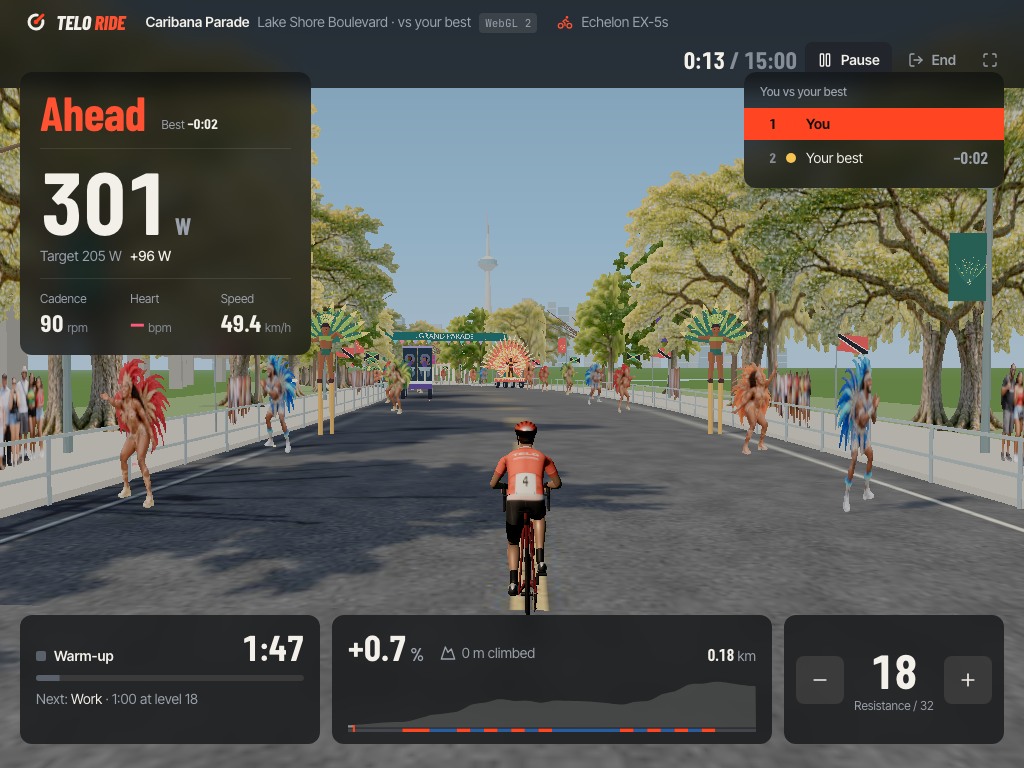 TELO RIDE Caribana Parade Lake Shore Boulevard · vs your best WebGL 2 Echelon EX-5s
0:13 / 15:00 Pause End
Ahead Best −0:02
You vs your best
1 You
2 Your best −0:02
301 W
Target 205 W +96 W
Cadence Heart Speed
90 rpm — bpm 49.4 km/h
GRAND PARADE
4
Warm-up 1:47
Next: Work · 1:00 at level 18
+0.7 % 0 m climbed 0.18 km
− 18 +
Resistance / 32